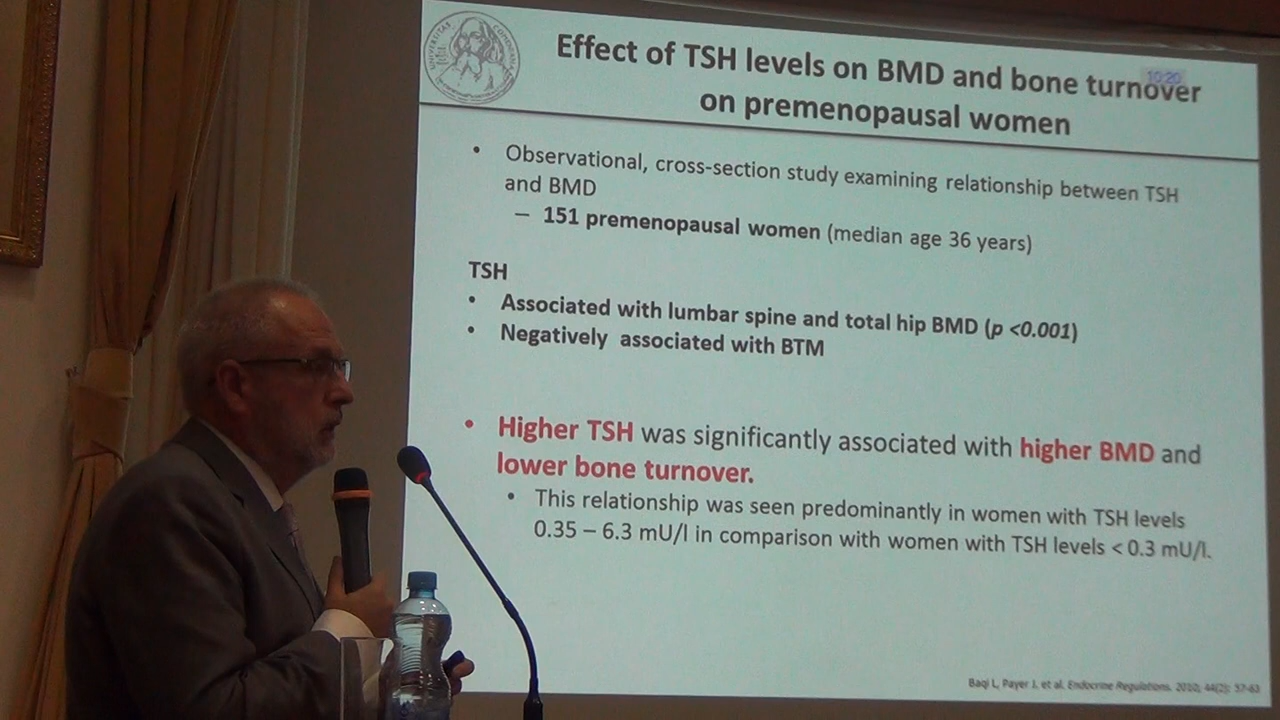 Effect of TSH levels on BMD and bone turnover
10:20
on premenopausal women
• Observational, cross-section study examining relationship between TSH
and BMD
– 151 premenopausal women (median age 36 years)
TSH
• Associated with lumbar spine and total hip BMD (p <0.001)
• Negatively associated with BTM
• Higher TSH was significantly associated with higher BMD and
lower bone turnover.
• This relationship was seen predominantly in women with TSH levels
0.35 – 6.3 mU/l in comparison with women with TSH levels < 0.3 mU/l.
Baqi L, Payer J. et al. Endocrine Regulations. 2010; 44(2): 57-63